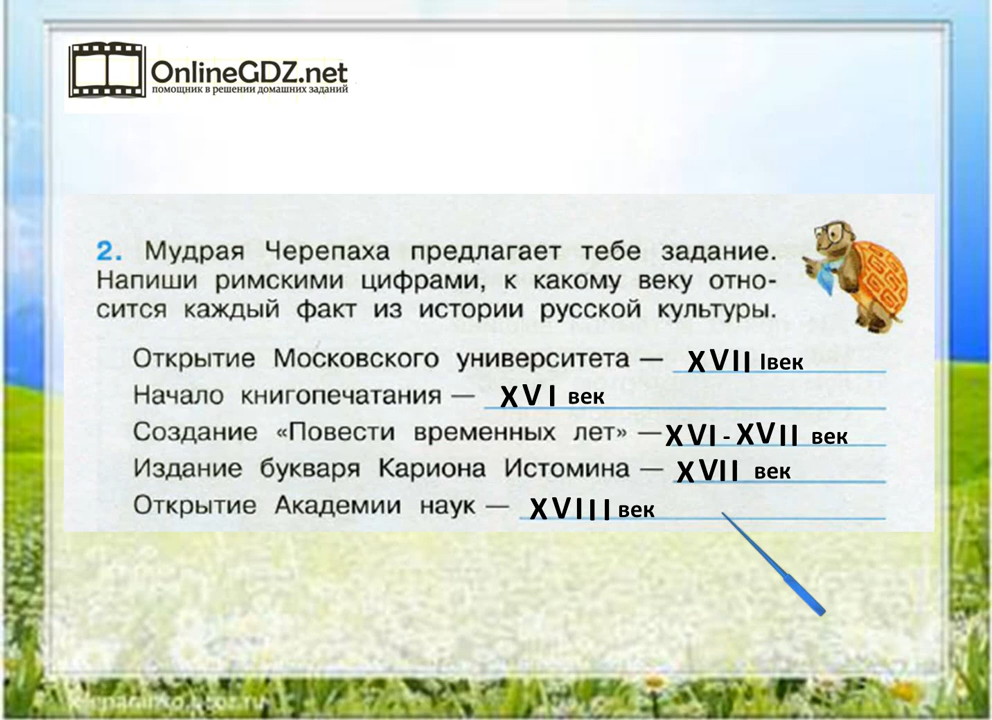 OnlineGDZ.net
помощник в решении домашних заданий
2. Мудрая Черепаха предлагает тебе задание.
Напиши римскими цифрами, к какому веку отно-
сится каждый факт из истории русской культуры.
Открытие Московского университета — XVII Iвек
Начало книгопечатания — XVI век
Создание «Повести временных лет» — XVI - XVII век
Издание букваря Кариона Истомина — XVII век
Открытие Академии наук — XVIII век